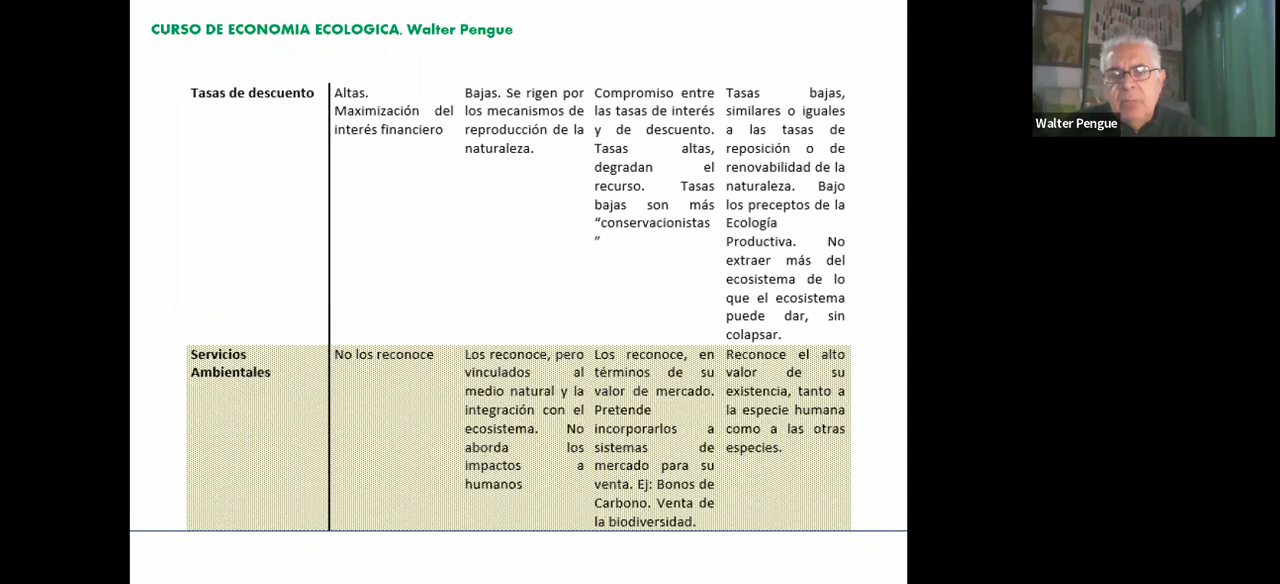 CURSO DE ECONOMIA ECOLOGICA. Walter Pengue
Walter Pengue
Tasas de descuento
Altas.
Maximización del
interés financiero
Bajas. Se rigen por
los mecanismos de
reproducción de la
naturaleza.
Compromiso entre
las tasas de interés
y de descuento.
Tasas altas,
degradan el
recurso. Tasas
bajas son más
“conservacionistas
”
Tasas bajas,
similares o iguales
a las tasas de
reposición o de
renovabilidad de la
naturaleza. Bajo
los preceptos de la
Ecología
Productiva. No
extraer más del
ecosistema de lo
que el ecosistema
puede dar, sin
colapsar.
Servicios
Ambientales
No los reconoce
Los reconoce, pero
vinculados al
medio natural y la
integración con el
ecosistema. No
aborda los
impactos a
humanos
Los reconoce, en
términos de su
valor de mercado.
Pretende
incorporarlos a
sistemas de
mercado para su
venta. Ej: Bonos de
Carbono. Venta de
la biodiversidad.
Reconoce el alto
valor de su
existencia, tanto a
la especie humana
como a las otras
especies.